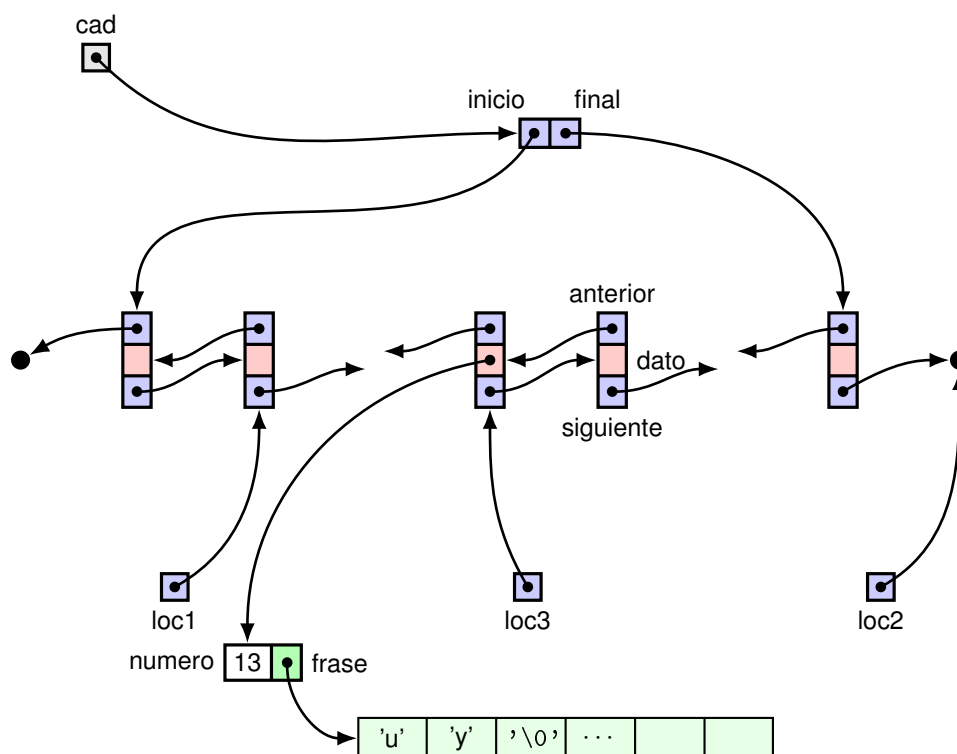 cad
inicio final
anterior
dato
siguiente
loc1 loc3 loc2
numero 13 frase
'u' 'y' '\0' ...